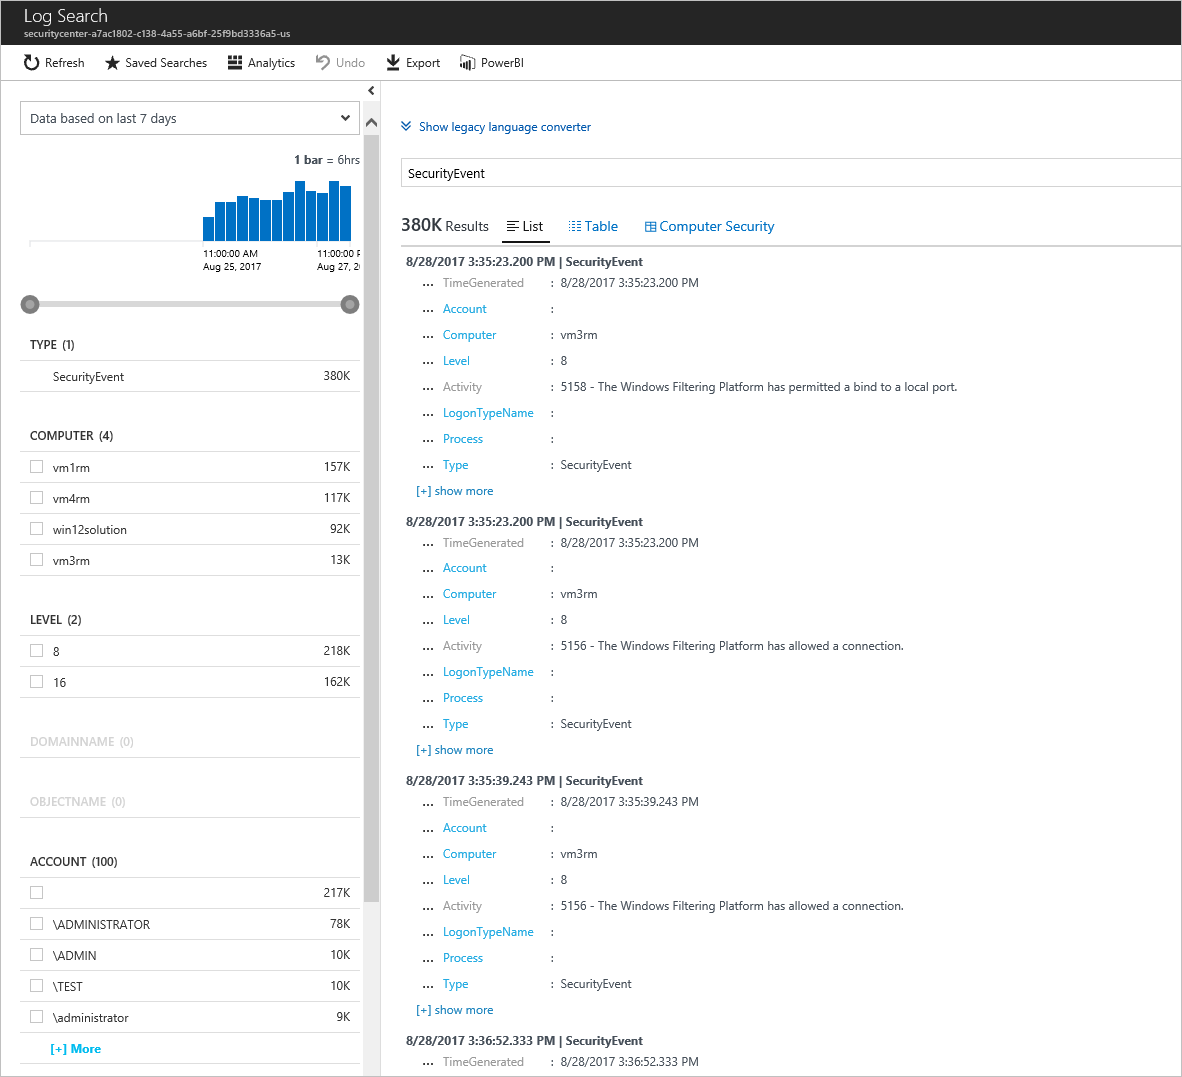 Log Search
securitycenter-a7ac1802-c138-4a55-a6bf-25f9bd3336a5-us
Refresh Saved Searches Analytics Undo Export PowerBI
Data based on last 7 days
1 bar = 6hrs
11:00:00 AM 11:00:00 P
Aug 25, 2017 Aug 27, 2
TYPE (1)
SecurityEvent 380K
COMPUTER (4)
vm1rm 157K
vm4rm 117K
win12solution 92K
vm3rm 13K
LEVEL (2)
8 218K
16 162K
DOMAINNAME (0)
OBJECTNAME (0)
ACCOUNT (100)
217K
\ADMINISTRATOR 78K
\ADMIN 10K
\TEST 10K
\administrator 9K
[+] More
Show legacy language converter
SecurityEvent
380K Results List Table Computer Security
8/28/2017 3:35:23.200 PM | SecurityEvent
... TimeGenerated : 8/28/2017 3:35:23.200 PM
... Account :
... Computer : vm3rm
... Level : 8
... Activity : 5158 - The Windows Filtering Platform has permitted a bind to a local port.
... LogonTypeName :
... Process :
... Type : SecurityEvent
[+] show more
8/28/2017 3:35:23.200 PM | SecurityEvent
... TimeGenerated : 8/28/2017 3:35:23.200 PM
... Account :
... Computer : vm3rm
... Level : 8
... Activity : 5156 - The Windows Filtering Platform has allowed a connection.
... LogonTypeName :
... Process :
... Type : SecurityEvent
[+] show more
8/28/2017 3:35:39.243 PM | SecurityEvent
... TimeGenerated : 8/28/2017 3:35:39.243 PM
... Account :
... Computer : vm3rm
... Level : 8
... Activity : 5156 - The Windows Filtering Platform has allowed a connection.
... LogonTypeName :
... Process :
... Type : SecurityEvent
[+] show more
8/28/2017 3:36:52.333 PM | SecurityEvent
... TimeGenerated : 8/28/2017 3:36:52.333 PM